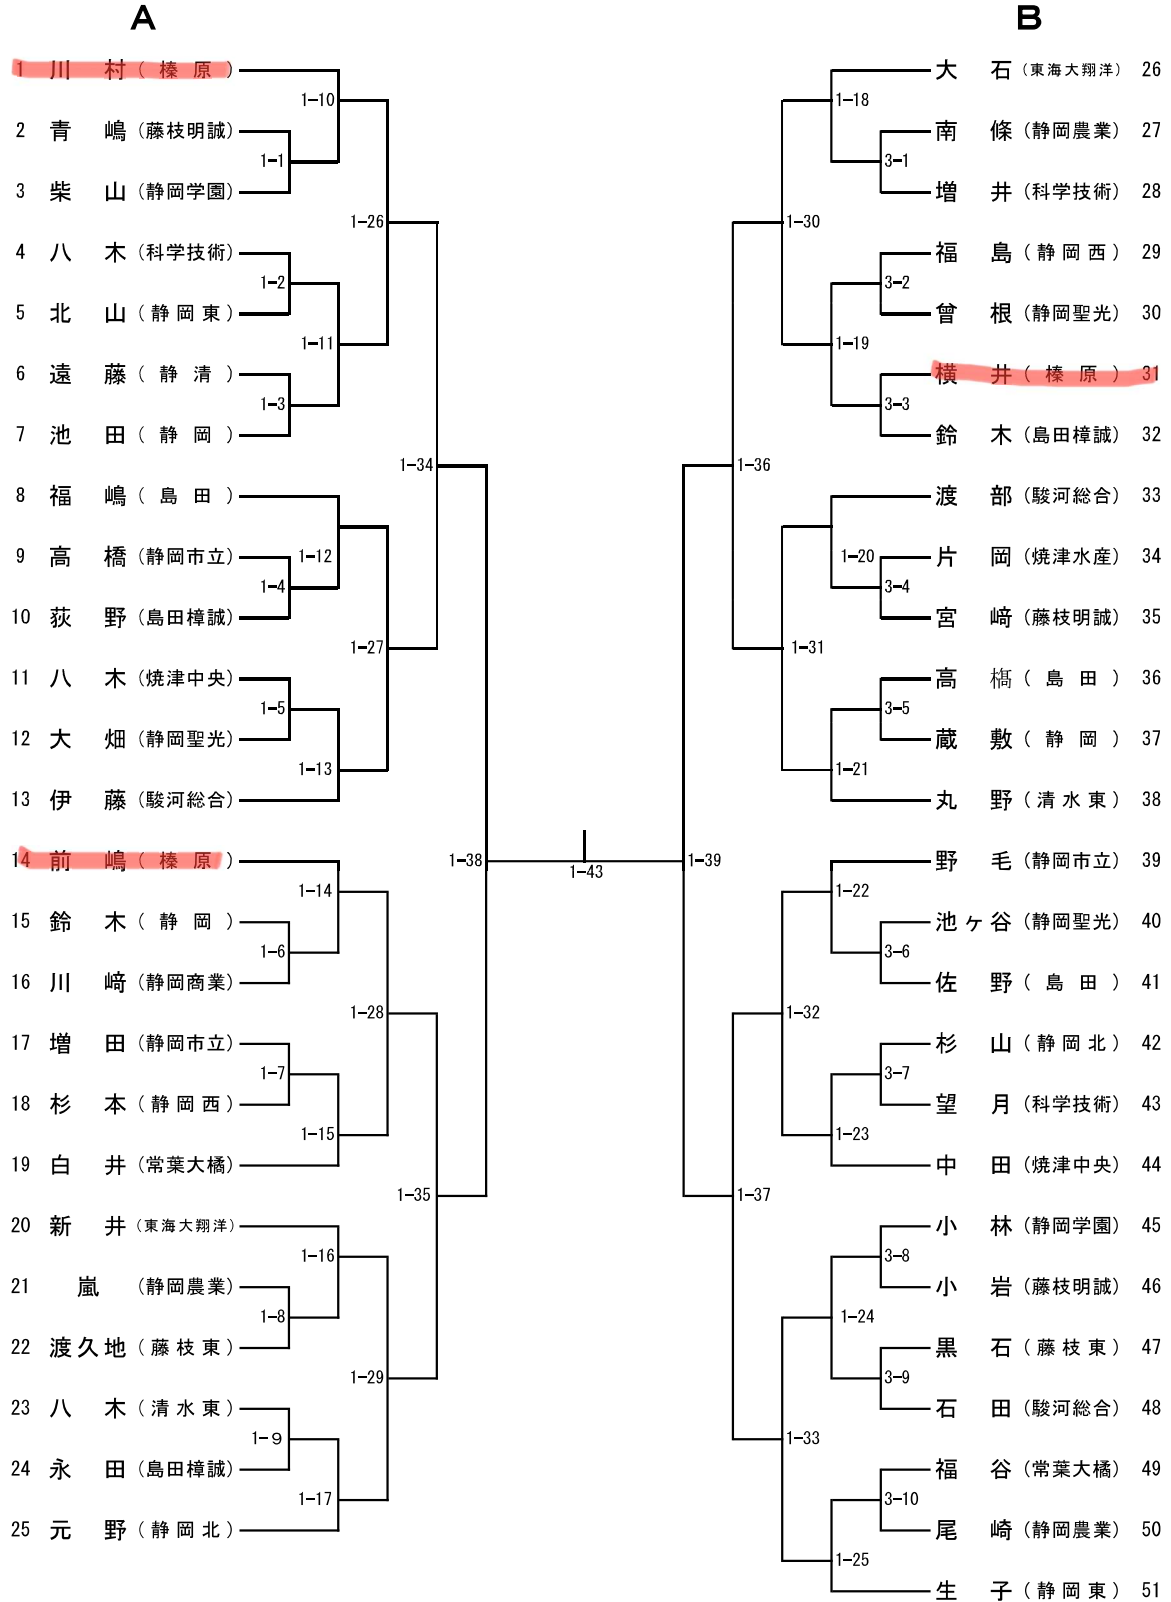 A
B
1 川村（榛原）
1-10
2 青嶋（藤枝明誠）
1-1
3 柴山（静岡学園）
1-26
4 八木（科学技術）
1-2
5 北山（静岡東）
1-11
6 遠藤（静清）
1-3
7 池田（静岡）
1-34
8 福嶋（島田）
1-12
9 高橋（静岡市立）
1-4
10 荻野（島田樟誠）
1-27
11 八木（焼津中央）
1-5
12 大畑（静岡聖光）
1-13
13 伊藤（駿河総合）
1-38
14 前嶋（榛原）
1-14
15 鈴木（静岡）
1-6
16 川﨑（静岡商業）
1-28
17 増田（静岡市立）
1-7
18 杉本（静岡西）
1-15
19 白井（常葉大橘）
1-35
20 新井（東海大翔洋）
1-16
21 嵐（静岡農業）
1-8
22 渡久地（藤枝東）
1-29
23 八木（清水東）
1-9
24 永田（島田樟誠）
1-17
25 元野（静岡北）
1-43
大石（東海大翔洋） 26
1-18
南條（静岡農業） 27
3-1
増井（科学技術） 28
1-30
福島（静岡西） 29
3-2
曾根（静岡聖光） 30
1-19
横井（榛原） 31
3-3
鈴木（島田樟誠） 32
1-36
渡部（駿河総合） 33
1-20
片岡（焼津水産） 34
3-4
宮﨑（藤枝明誠） 35
1-31
高槗（島田） 36
3-5
蔵敷（静岡） 37
1-21
丸野（清水東） 38
1-39
野毛（静岡市立） 39
1-22
池ヶ谷（静岡聖光） 40
3-6
佐野（島田） 41
1-32
杉山（静岡北） 42
3-7
望月（科学技術） 43
1-23
中田（焼津中央） 44
1-37
小林（静岡学園） 45
3-8
小岩（藤枝明誠） 46
1-24
黒石（藤枝東） 47
3-9
石田（駿河総合） 48
1-33
福谷（常葉大橘） 49
3-10
尾崎（静岡農業） 50
1-25
生子（静岡東） 51